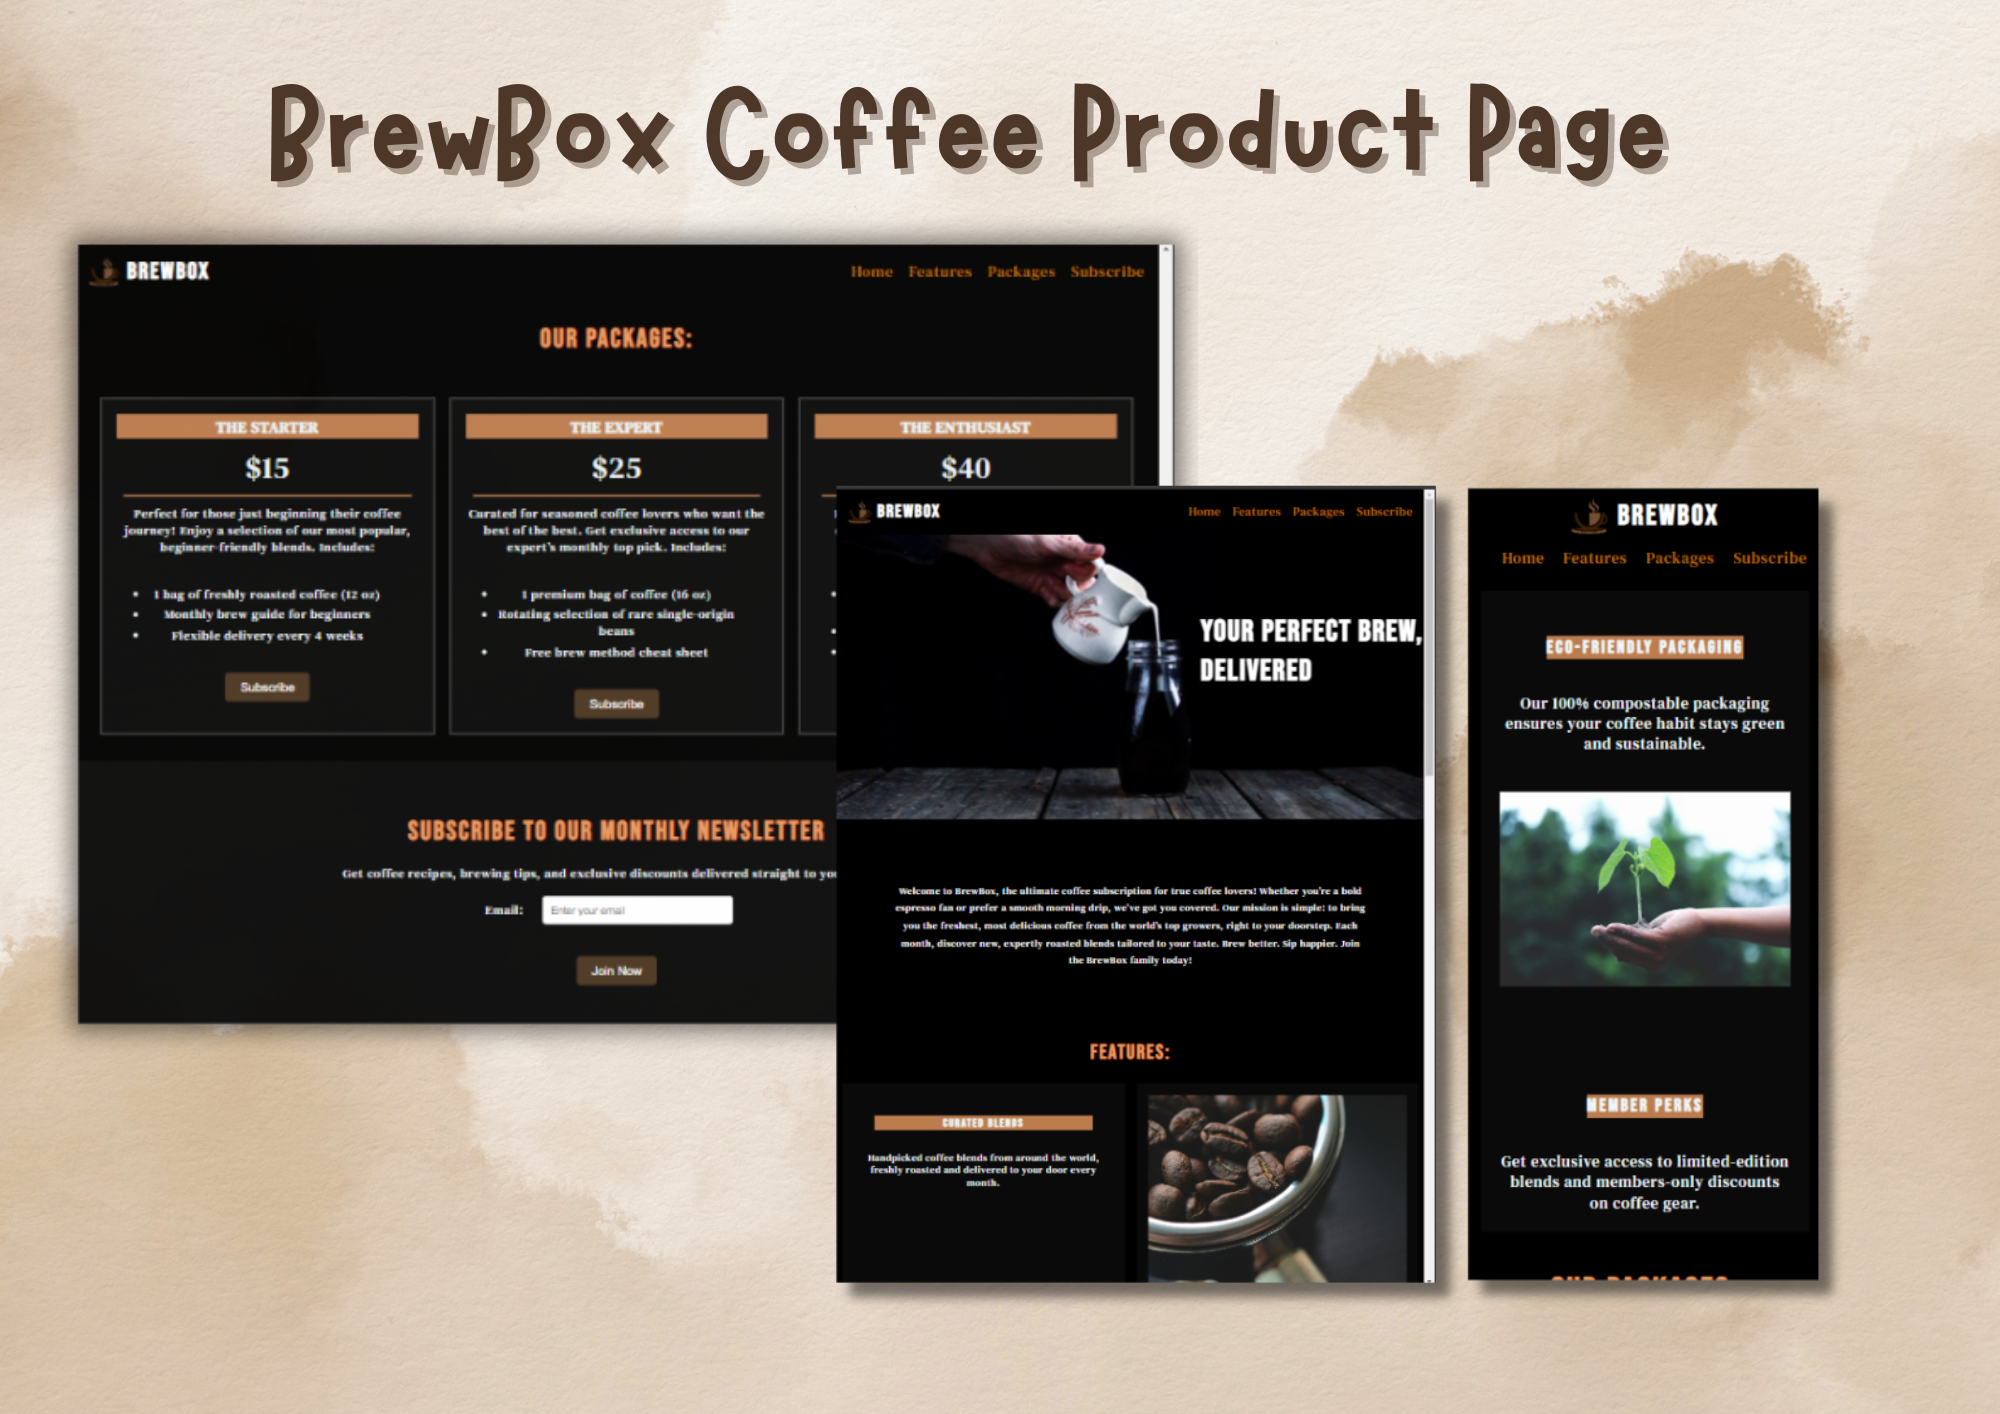 BrewBox Coffee Product Page
BREWBOX
Home Features Packages Subscribe
OUR PACKAGES:
THE STARTER
$15
Perfect for those just beginning their coffee
journey! Enjoy a selection of our most popular,
beginner-friendly blends. Includes:
• 1 bag of freshly roasted coffee (12 oz)
• Monthly brew guide for beginners
• Flexible delivery every 4 weeks
Subscribe
THE EXPERT
$25
Curated for seasoned coffee lovers who want the
best of the best. Get exclusive access to our
expert's monthly top pick. Includes:
• 1 premium bag of coffee (16 oz)
• Rotating selection of rare single-origin
beans
• Free brew method cheat sheet
Subscribe
THE ENTHUSIAST
$40
SUBSCRIBE TO OUR MONTHLY NEWSLETTER
Get coffee recipes, brewing tips, and exclusive discounts delivered straight to
Email: Enter your email
Join Now
BREWBOX
Home Features Packages Subscribe
YOUR PERFECT BREW,
DELIVERED
Welcome to BrewBox, the ultimate coffee subscription for true coffee lovers! Whether you're a bold
espresso fan or prefer a smooth morning drip, we've got you covered. Our mission is simple: to bring
you the freshest, most delicious coffee from the world's top growers, right to your doorstep. Each
month, discover new, expertly roasted blends tailored to your taste. Brew better. Sip happier. Join
the BrewBox family today!
FEATURES:
CURATED BLENDS
Handpicked coffee blends from around the world,
freshly roasted and delivered to your door every
month.
BREWBOX
Home Features Packages Subscribe
ECO-FRIENDLY PACKAGING
Our 100% compostable packaging
ensures your coffee habit stays green
and sustainable.
MEMBER PERKS
Get exclusive access to limited-edition
blends and members-only discounts
on coffee gear.
OUR PACKAGES